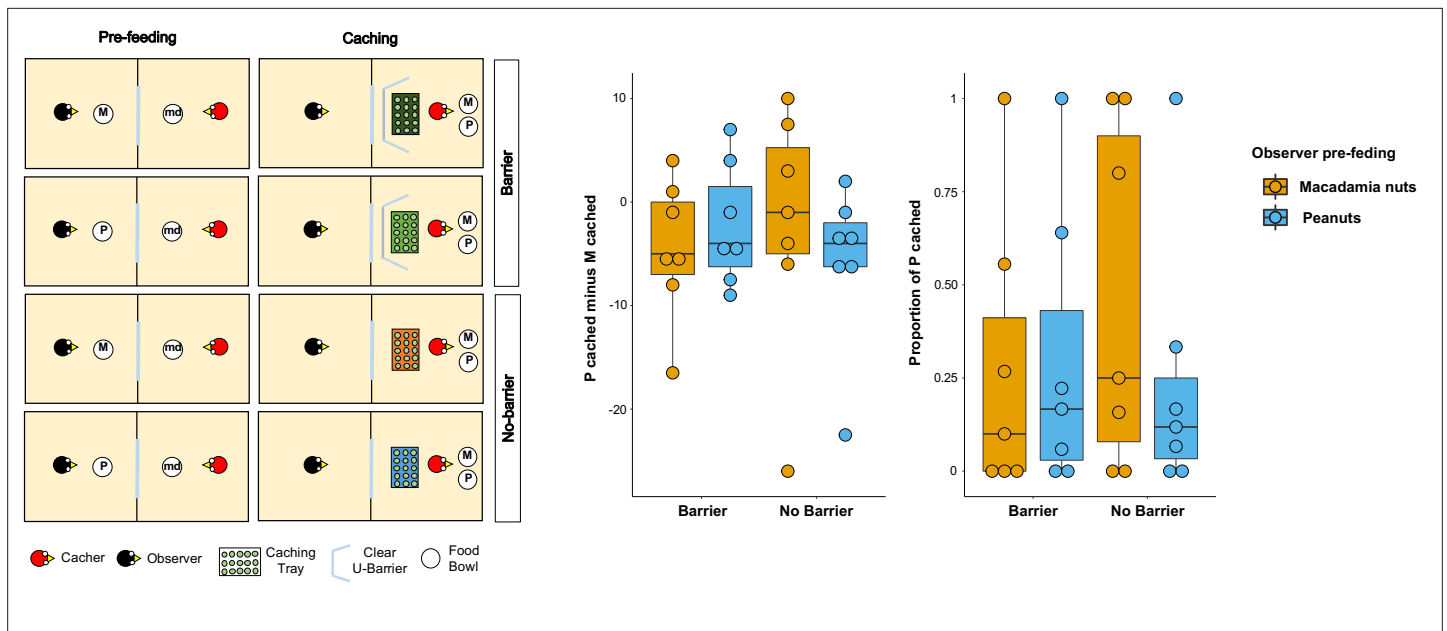 Pre-feeding
Caching
M
md
M
P
P
md
M
P
Barrier
M
md
M
P
P
md
M
P
No-barrier
Cacher
Observer
Caching
Tray
Clear
U-Barrier
Food
Bowl
P cached minus M cached
10
0
-10
-20
Barrier
No Barrier
Proportion of P cached
1
0.75
0.50
0.25
0
Barrier
No Barrier
Observer pre-feding
Macadamia nuts
Peanuts